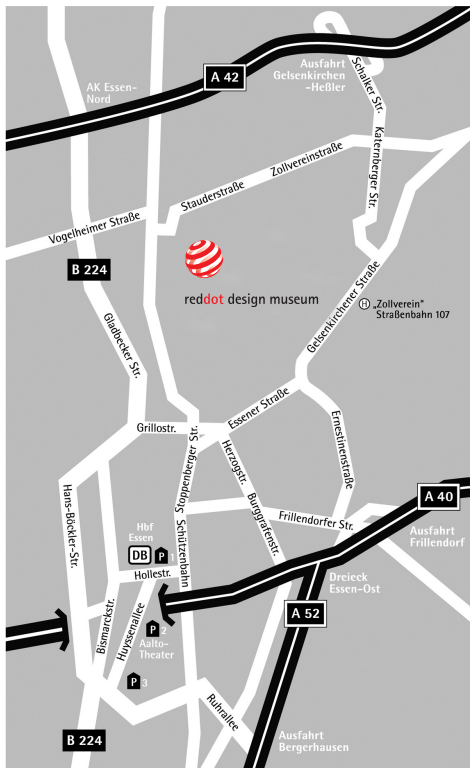 Ausfahrt
Gelsenkirchen
-Heßler
A 42
AK Essen-
Nord
Schalker Str.
Katernberger Str.
Zollvereinstraße
Stauderstraße
Vogelheimer Straße
B 224
reddot design museum
Gelsenkirchener Straße
H „Zollverein"
Straßenbahn 107
Gladbecker Str.
Essener Straße
Grillostr.
Ernestinenstraße
Stoppenberger Str.
Herzogstr.
Hans-Böckler-Str.
Burggrafenstr.
A 40
Schützenbahn
Frillendorfer Str.
Ausfahrt
Frillendorf
Hbf
Essen
DB P 1
Hollestr.
Dreieck
Essen-Ost
Bismarckstr.
Huyssenallee
A 52
P 2
Aalto-
Theater
P 3
Ruhrallee
B 224
Ausfahrt
Bergerhausen